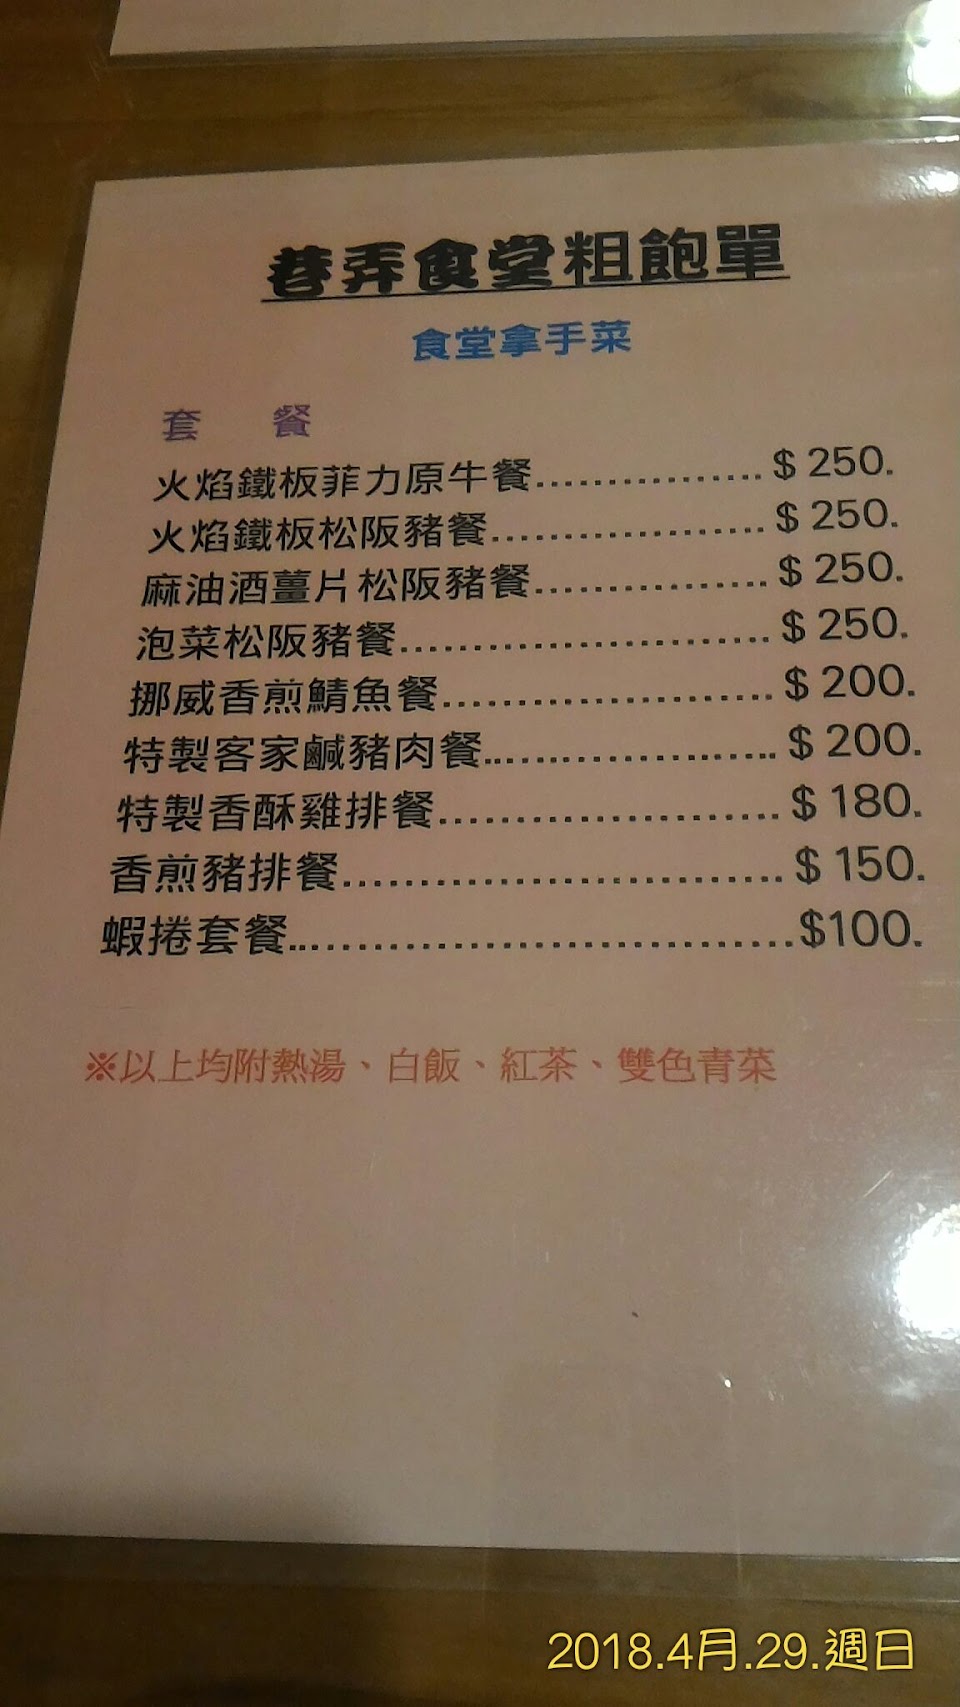 巷弄食堂粗飽單
食堂拿手菜
套 餐
火焰鐵板菲力原牛餐................$ 250.
火焰鐵板松阪豬餐...................$ 250.
麻油酒薑片松阪豬餐................$ 250.
泡菜松阪豬餐.........................$ 250.
挪威香煎鯖魚餐......................$ 200.
特製客家鹹豬肉餐...................$ 200.
特製香酥雞排餐.......................$ 180.
香煎豬排餐.............................$ 150.
蝦捲套餐..................................$100.
※以上均附熱湯、白飯、紅茶、雙色青菜
2018.4月.29.週日